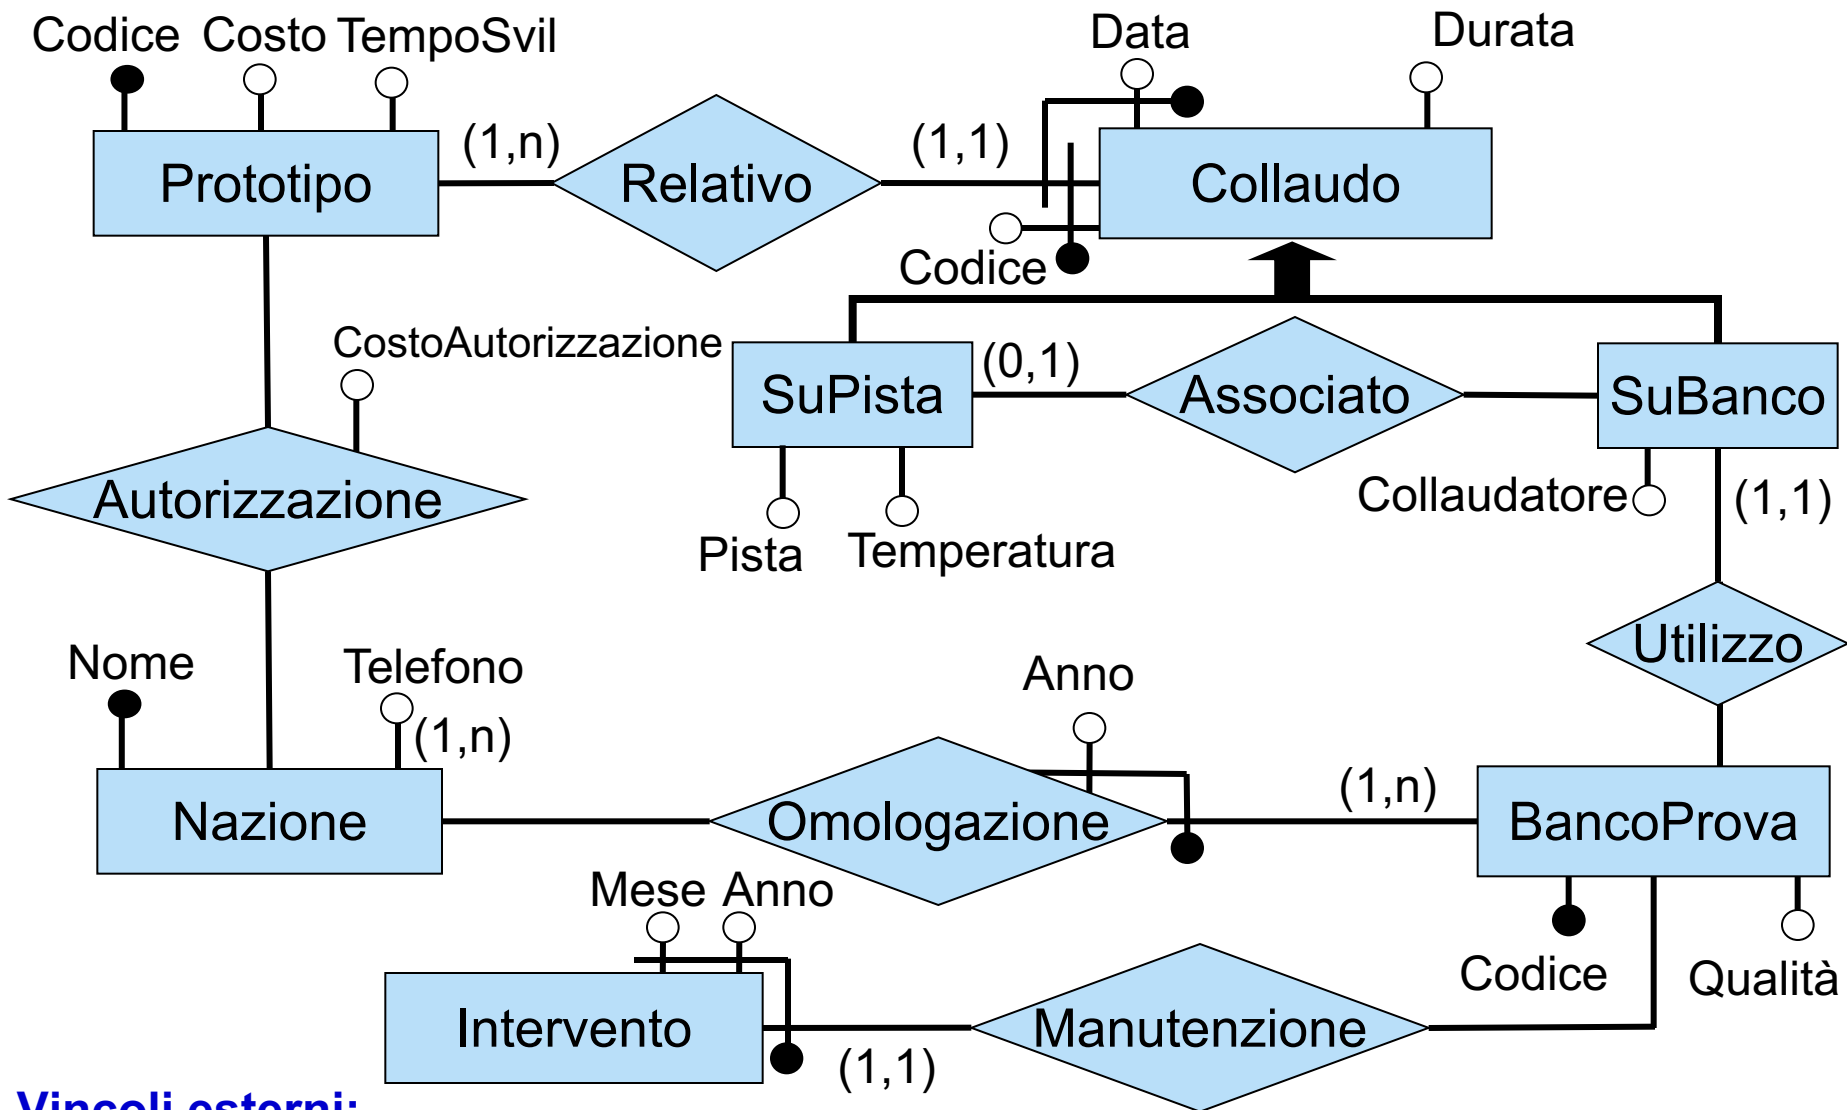 Codice Costo TempoSvil
Data
Durata
(1,n)
(1,1)
Prototipo
Relativo
Collaudo
Codice
CostoAutorizzazione
(0,1)
SuPista
Associato
SuBanco
Autorizzazione
Collaudatore
(1,1)
Pista
Temperatura
Utilizzo
Nome
Telefono
Anno
(1,n)
(1,n)
Nazione
Omologazione
BancoProva
Mese Anno
Codice
Qualità
Intervento
Manutenzione
(1,1)
Vincoli esterni: